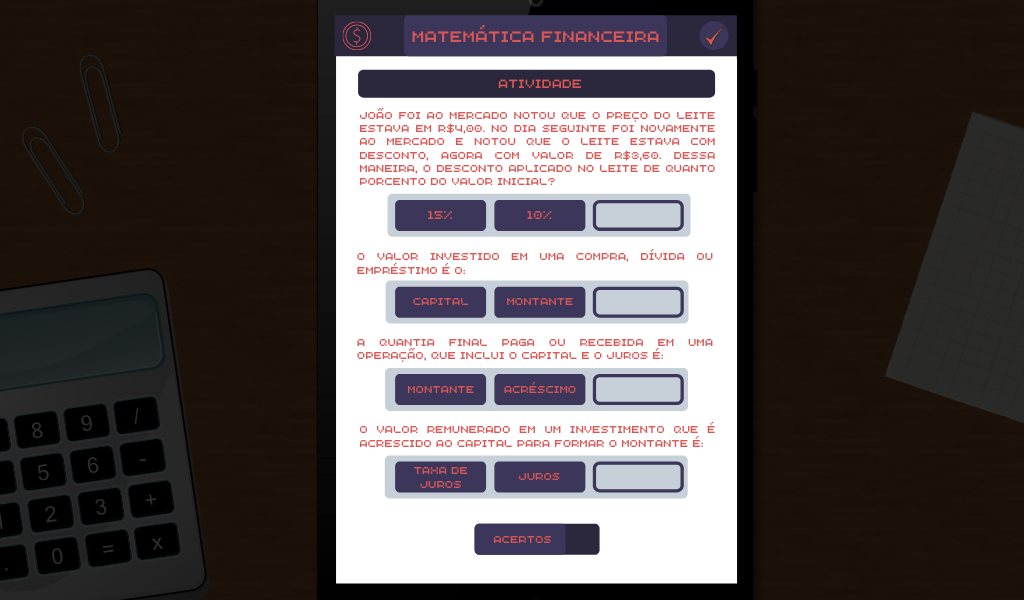 MATEMÁTICA FINANCEIRA
ATIVIDADE
JOÃO FOI AO MERCADO NOTOU QUE O PREÇO DO LEITE
ESTAVA EM R$4,00. NO DIA SEGUINTE FOI NOVAMENTE
AO MERCADO E NOTOU QUE O LEITE ESTAVA COM
DESCONTO, AGORA COM VALOR DE R$3,60. DESSA
MANEIRA, O DESCONTO APLICADO NO LEITE DE QUANTO
PORCENTO DO VALOR INICIAL?
15% 10%
O VALOR INVESTIDO EM UMA COMPRA, DÍVIDA OU
EMPRÉSTIMO É O:
CAPITAL MONTANTE
A QUANTIA FINAL PAGA OU RECEBIDA EM UMA
OPERAÇÃO, QUE INCLUI O CAPITAL E O JUROS É:
MONTANTE ACRÉSCIMO
O VALOR REMUNERADO EM UM INVESTIMENTO QUE É
ACRESCIDO AO CAPITAL PARA FORMAR O MONTANTE É:
TAXA DE
JUROS
JUROS
ACERTOS
8 9 /
5 6 -
1 2 3 +
. 0 = x